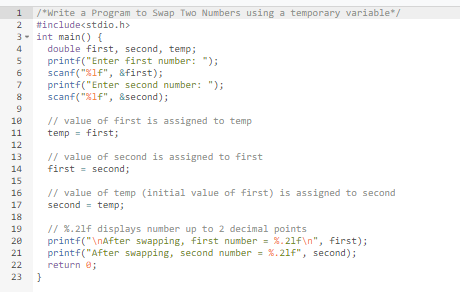 1 /*Write a Program to Swap Two Numbers using a temporary variable*/
2 #include<stdio.h>
3 int main() {
4 double first, second, temp;
5 printf("Enter first number: ");
6 scanf("%lf", &first);
7 printf("Enter second number: ");
8 scanf("%lf", &second);
9
10 // value of first is assigned to temp
11 temp = first;
12
13 // value of second is assigned to first
14 first = second;
15
16 // value of temp (initial value of first) is assigned to second
17 second = temp;
18
19 // %.2lf displays number up to 2 decimal points
20 printf("\nAfter swapping, first number = %.2lf\n", first);
21 printf("After swapping, second number = %.2lf", second);
22 return 0;
23 }